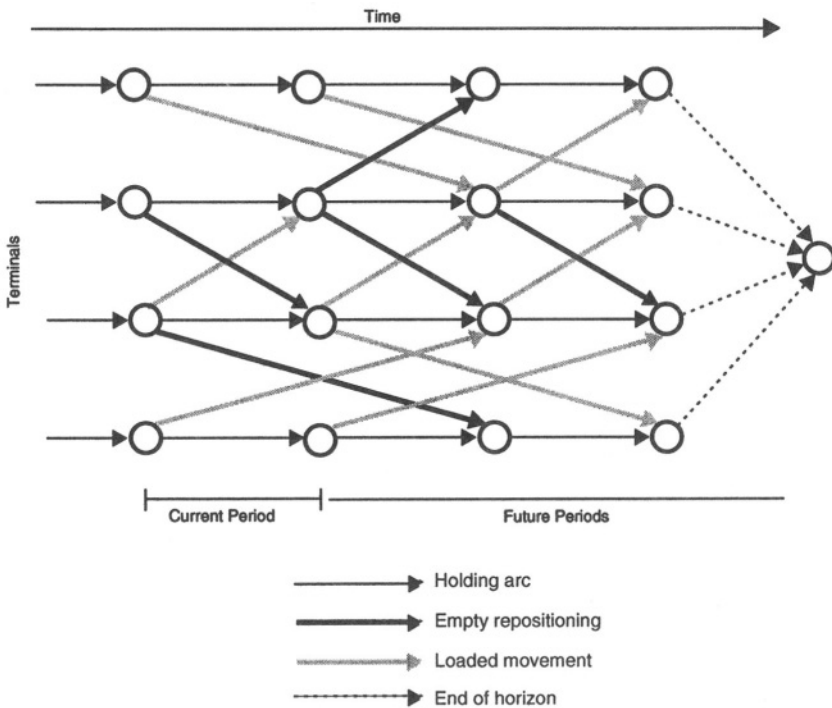 Time
Terminals
Current Period
Future Periods
Holding arc
Empty repositioning
Loaded movement
End of horizon